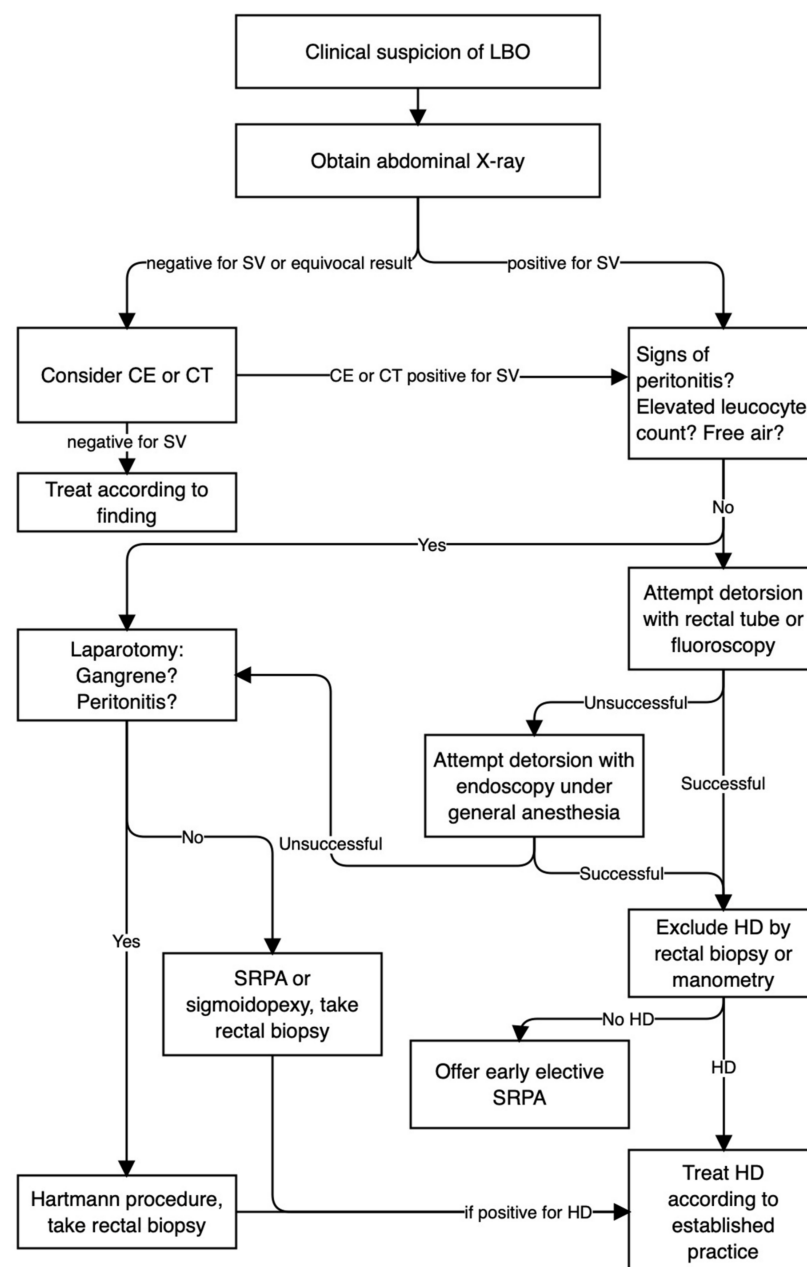 Clinical suspicion of LBO
Obtain abdominal X-ray
negative for SV or equivocal result
positive for SV
Consider CE or CT
CE or CT positive for SV
Signs of
peritonitis?
Elevated leucocyte
count? Free air?
negative for SV
Treat according to
finding
No
Yes
Attempt detorsion
with rectal tube or
fluoroscopy
Laparotomy:
Gangrene?
Peritonitis?
Unsuccessful
Attempt detorsion with
endoscopy under
general anesthesia
Successful
No
Unsuccessful
Successful
Yes
Exclude HD by
rectal biopsy or
manometry
SRPA or
sigmoidopexy, take
rectal biopsy
No HD
Offer early elective
SRPA
HD
Hartmann procedure,
take rectal biopsy
if positive for HD
Treat HD
according to
established
practice